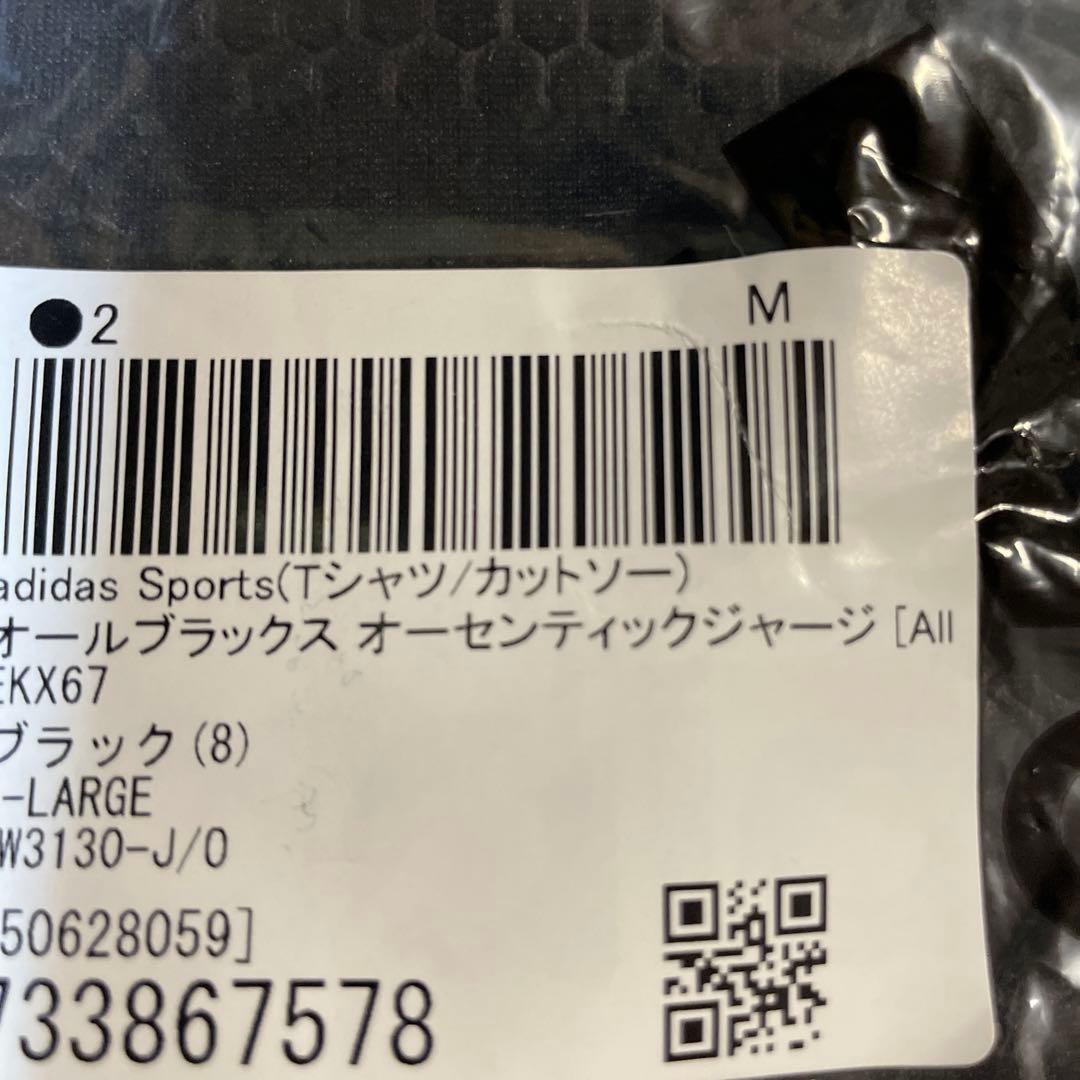 ●2 M
adidas Sports(Tシャツ/カットソー)
オールブラックス オーセンティックジャージ [All
EKX67
ブラック(8)
-LARGE
W3130-J/O
50628059]
733867578